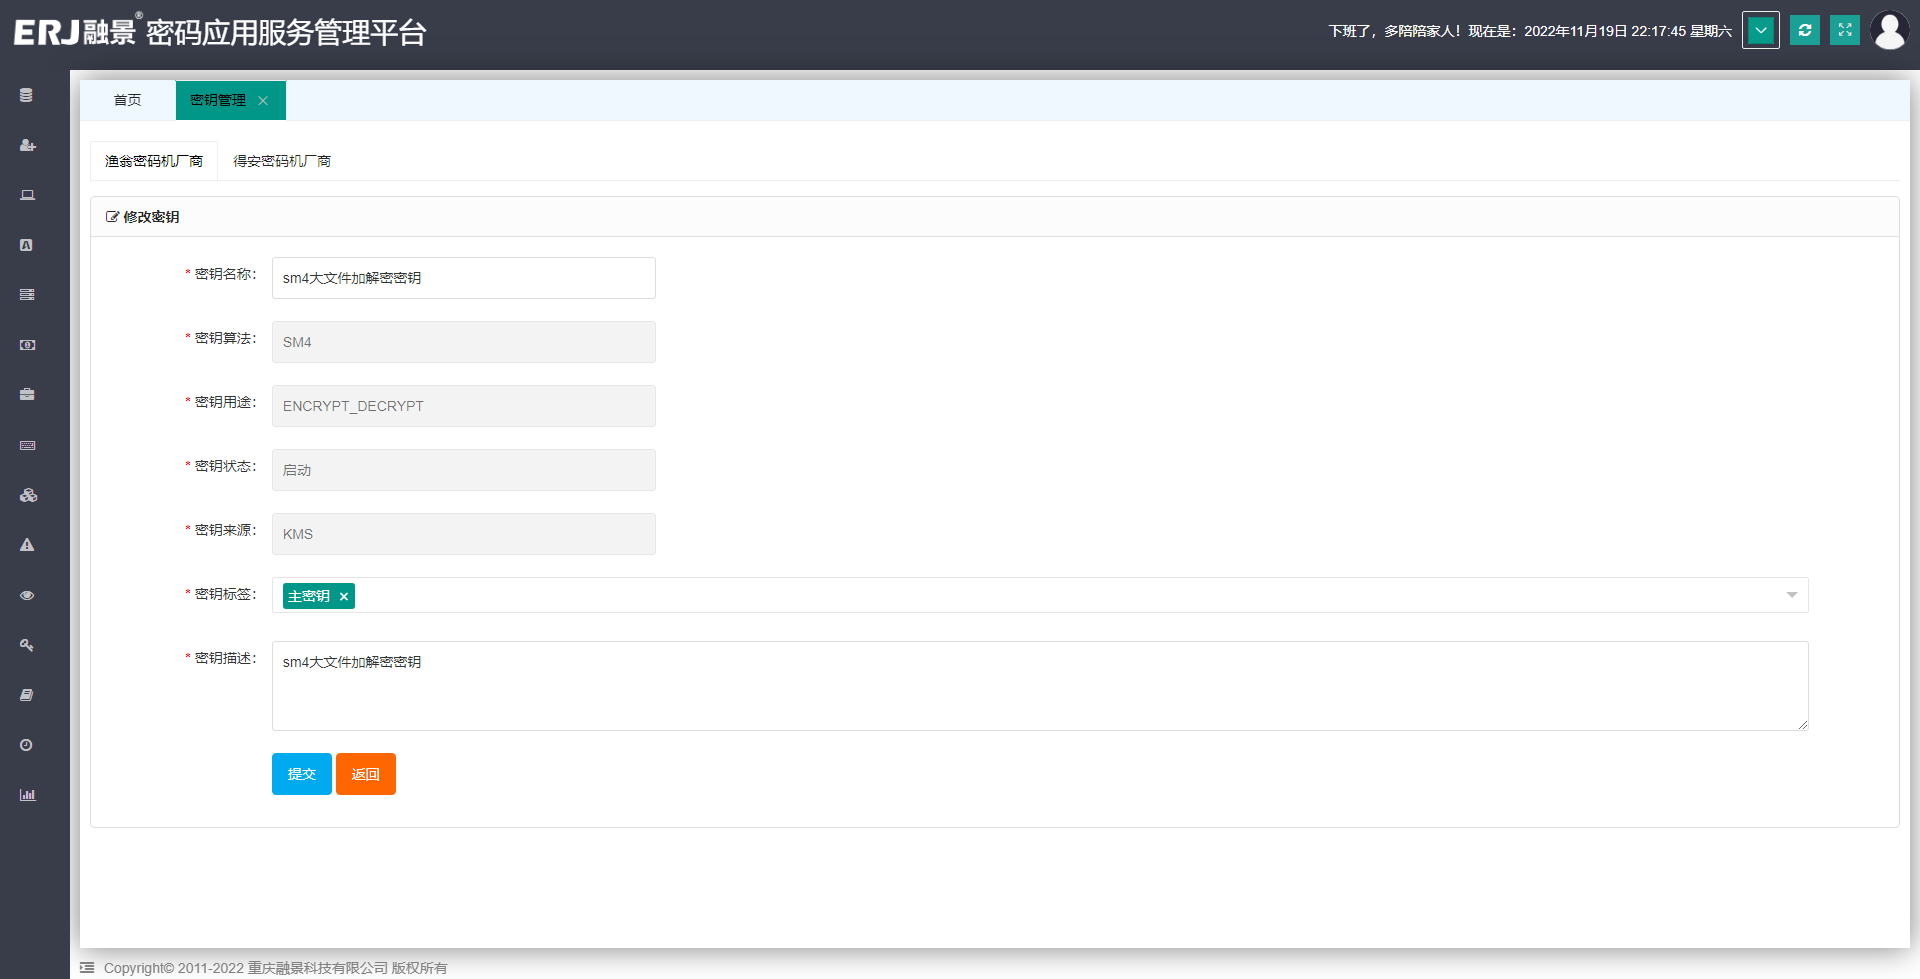 ERJ融景® 密码应用服务管理平台
下班了，多陪陪家人！现在是：2022年11月19日 22:17:45 星期六
首页
密钥管理
渔翁密码机厂商
得安密码机厂商
修改密钥
* 密钥名称：
sm4大文件加解密密钥
* 密钥算法：
SM4
* 密钥用途：
ENCRYPT_DECRYPT
* 密钥状态：
启动
* 密钥来源：
KMS
* 密钥标签：
主密钥 ×
* 密钥描述：
sm4大文件加解密密钥
提交
返回
Copyright© 2011-2022 重庆融景科技有限公司 版权所有